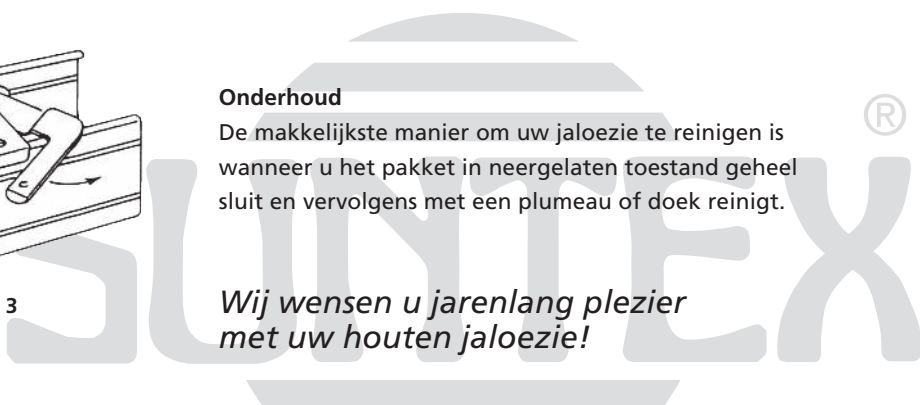 Onderhoud
De makkelijkste manier om uw jaloezie te reinigen is
wanneer u het pakket in neergelaten toestand geheel
sluit en vervolgens met een plumeau of doek reinigt.
3
Wij wensen u jarenlang plezier
met uw houten jaloezie!
SUNTEX
®